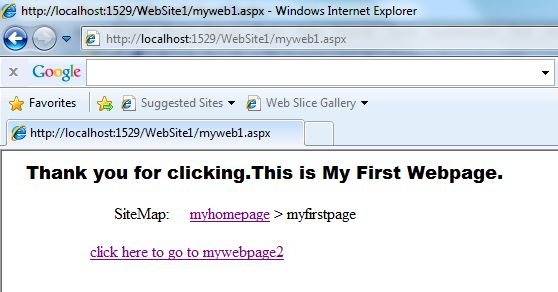 http://localhost:1529/WebSite1/myweb1.aspx - Windows Internet Explorer
http://localhost:1529/WebSite1/myweb1.aspx
x Google
Favorites Suggested Sites Web Slice Gallery
http://localhost:1529/WebSite1/myweb1.aspx
Thank you for clicking.This is My First Webpage.
SiteMap: myhomepage > myfirstpage
click here to go to mywebpage2